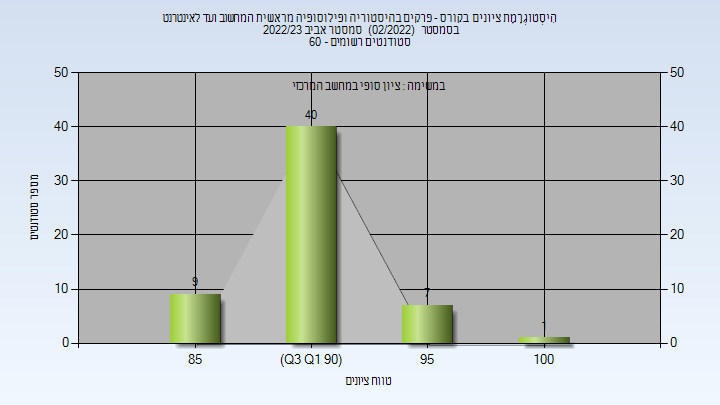 היסטוגרמת ציונים בקורס - פרקים בהיסטוריה ופילוסופיה מראשית המחשוב ועד לאינטרנט
בסמסטר (02/2022) סמסטר אביב 2022/23
סטודנטים רשומים - 60
במשימה : ציון סופי במחשב המרכזי
50
50
40
40
40
30
30
מספר סטודנטים
20
20
10
10
9
7
1
0
0
85
(Q3 Q1 90)
95
100
טווח ציונים